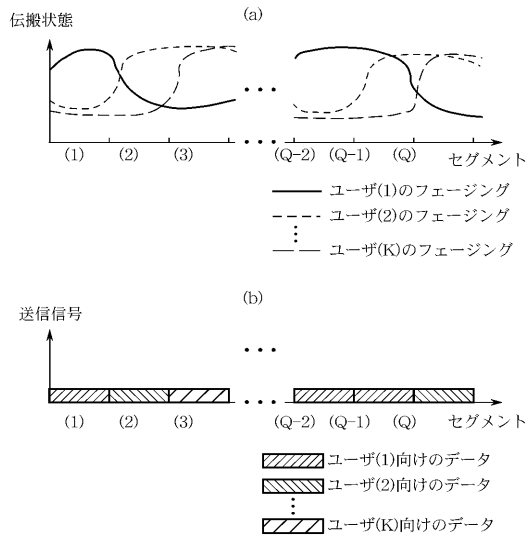 (a)
伝搬状態
(1) (2) (3) (Q-2) (Q-1) (Q) セグメント
ユーザ(1)のフェージング
ユーザ(2)のフェージング
ユーザ(K)のフェージング
(b)
送信信号
(1) (2) (3) (Q-2) (Q-1) (Q) セグメント
ユーザ(1)向けのデータ
ユーザ(2)向けのデータ
ユーザ(K)向けのデータ